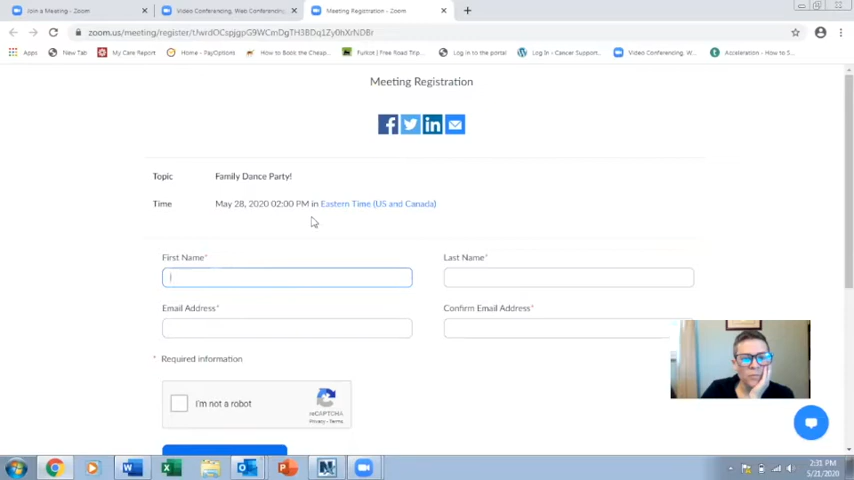 Join a Meeting - Zoom
Video Conferencing, Web Conferencing
Meeting Registration - Zoom
zoom.us/meeting/register/
Apps
New Tab
My Care Report
Home - PayOptions
How to Book the Cheap...
Furkot | Free Road Trip...
Log in to the portal
Log In - Cancer Support...
Video Conferencing, W...
Acceleration - How to S...
Meeting Registration
Topic
Family Dance Party!
Time
May 28, 2020 02:00 PM in Eastern Time (US and Canada)
First Name*
Last Name*
Email Address*
Confirm Email Address*
* Required information
I'm not a robot
reCAPTCHA
Privacy - Terms
2:31 PM
5/21/2020